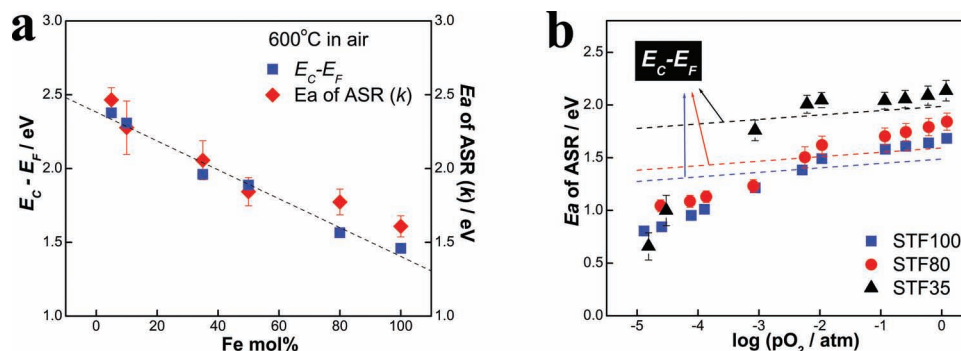 a
600°C in air
E_C-E_F
Ea of ASR (k)
E_C - E_F / eV
Ea of ASR (k) / eV
3.0
2.5
2.0
1.5
1.0
3.0
2.5
2.0
1.5
1.0
0 20 40 60 80 100
Fe mol%
b
E_C-E_F
Ea of ASR / eV
2.5
2.0
1.5
1.0
0.5
0.0
STF100
STF80
STF35
-5 -4 -3 -2 -1 0
log (pO₂ / atm)